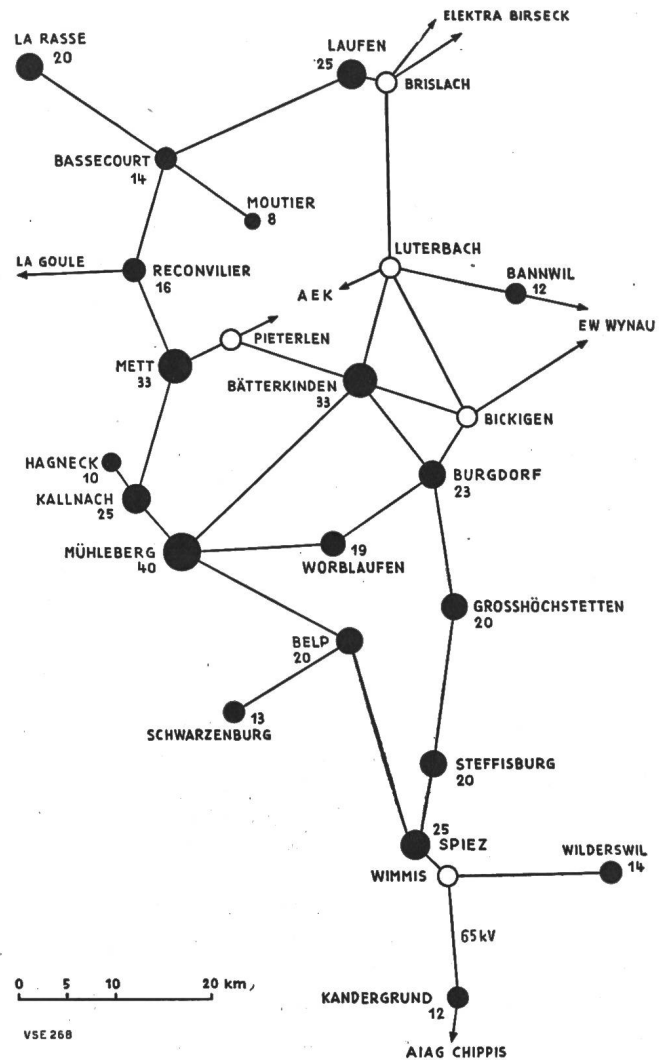 ELEKTRA BIRSECK
LA RASSE
20
LAUFEN
25
BRISLACH
BASSECOURT
14
MOUTIER
8
LUTERBACH
LA GOULE
RECONVILIER
16
BANNWIL
12
AEK
EW WYNAU
PIETERLEN
METT
33
BÄTTERKINDEN
33
BICKIGEN
HAGNECK
10
BURGDORF
23
KALLNACH
25
MÜHLEBERG
40
19
WORBLAUFEN
GROSSHÖCHSTETTEN
20
BELP
20
13
SCHWARZENBURG
STEFFISBURG
20
25
SPIEZ
WILDERSWIL
14
WIMMIS
65kV
0 5 10 20 km
KANDERGRUND
12
VSE 268
AIAG CHIPPIS